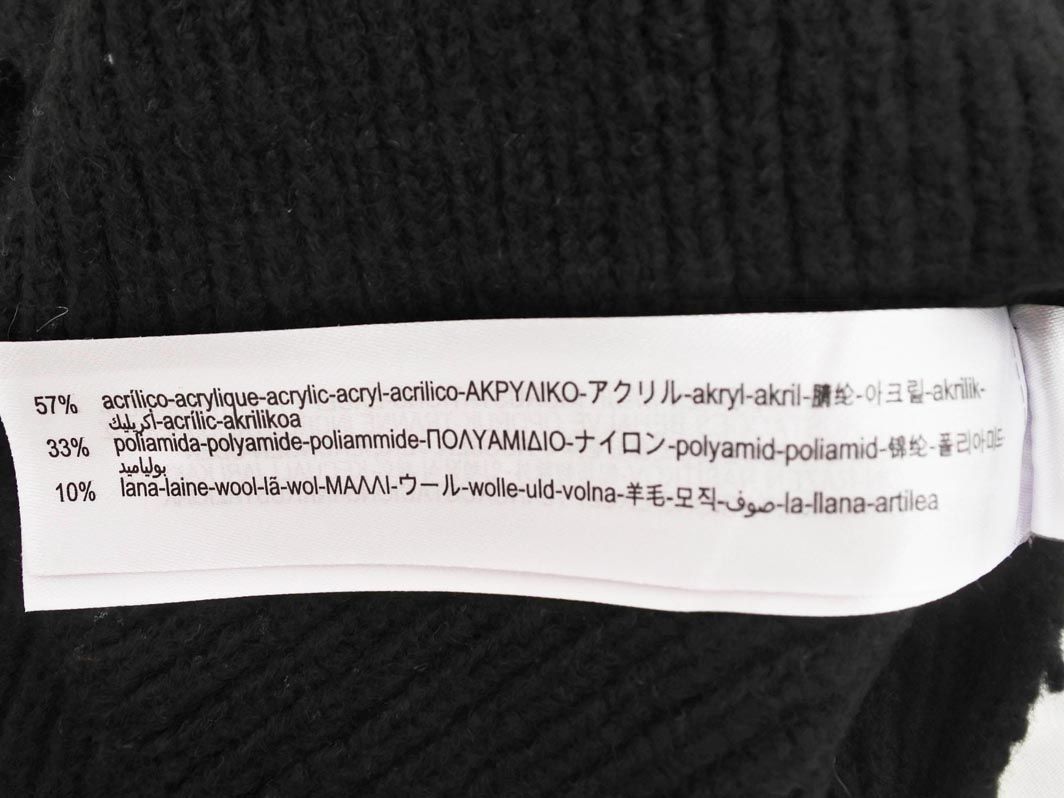 57% acrílico-acrylique-acrylic-acryl-acrilico-ΑΚΡΥΛΙΚΟ-アクリル-akryl-akril-腈纶-아크릴-akrilik-
أكريليك-acrílic-akrilikoa
33% poliamida-polyamide-poliammide-ΠΟΛΥΑΜΙΔΙΟ-ナイロン-polyamid-poliamid-锦纶-폴리아미드-
بولياميد
10% lana-laine-wool-lã-wol-ΜΑΛΛΙ-ウール-wolle-uld-volna-羊毛-모직-صوف-la-llana-artilea